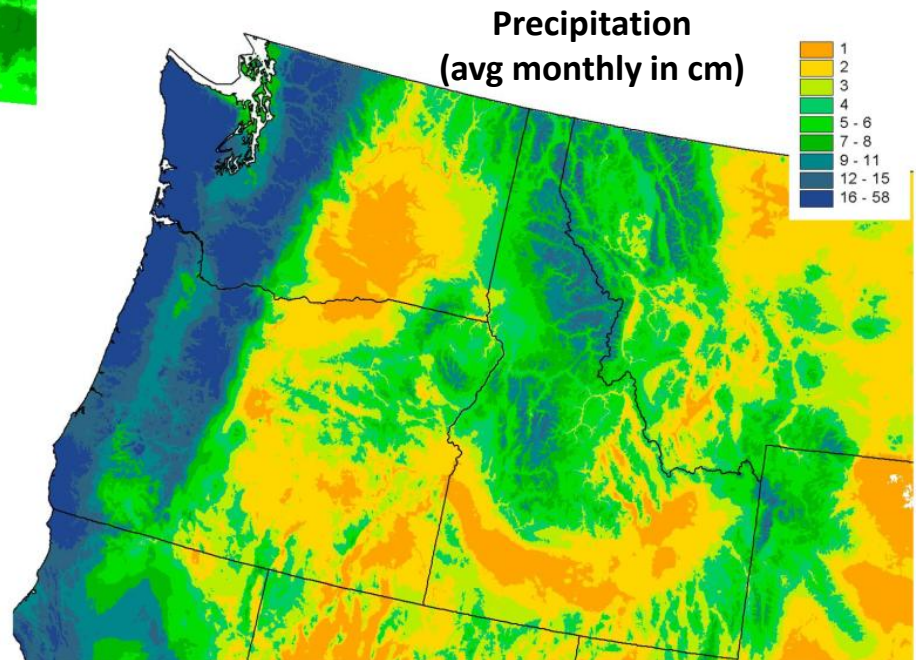 Precipitation
(avg monthly in cm)
1
2
3
4
5 - 6
7 - 8
9 - 11
12 - 15
16 - 58